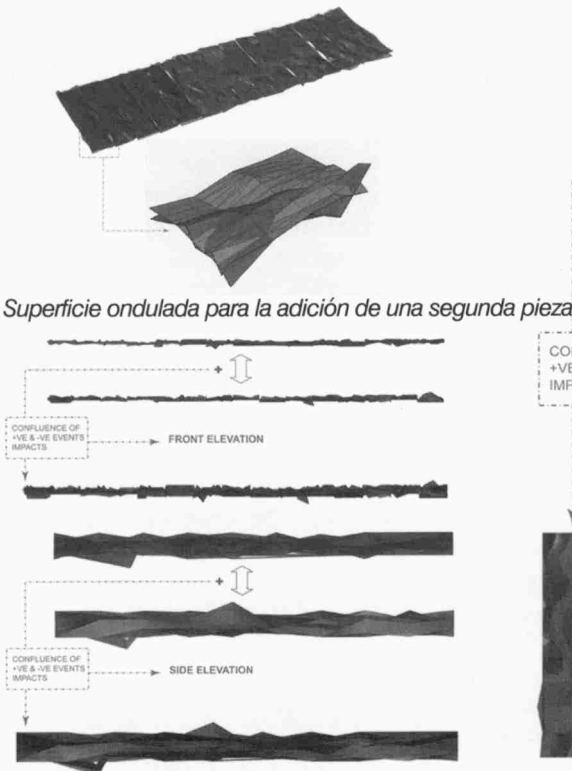 Superficie ondulada para la adición de una segunda pieza
+
CONFLUENCE OF
+VE & -VE EVENTS
IMPACTS
FRONT ELEVATION
+
CONFLUENCE OF
+VE & -VE EVENTS
IMPACTS
SIDE ELEVATION
+VE